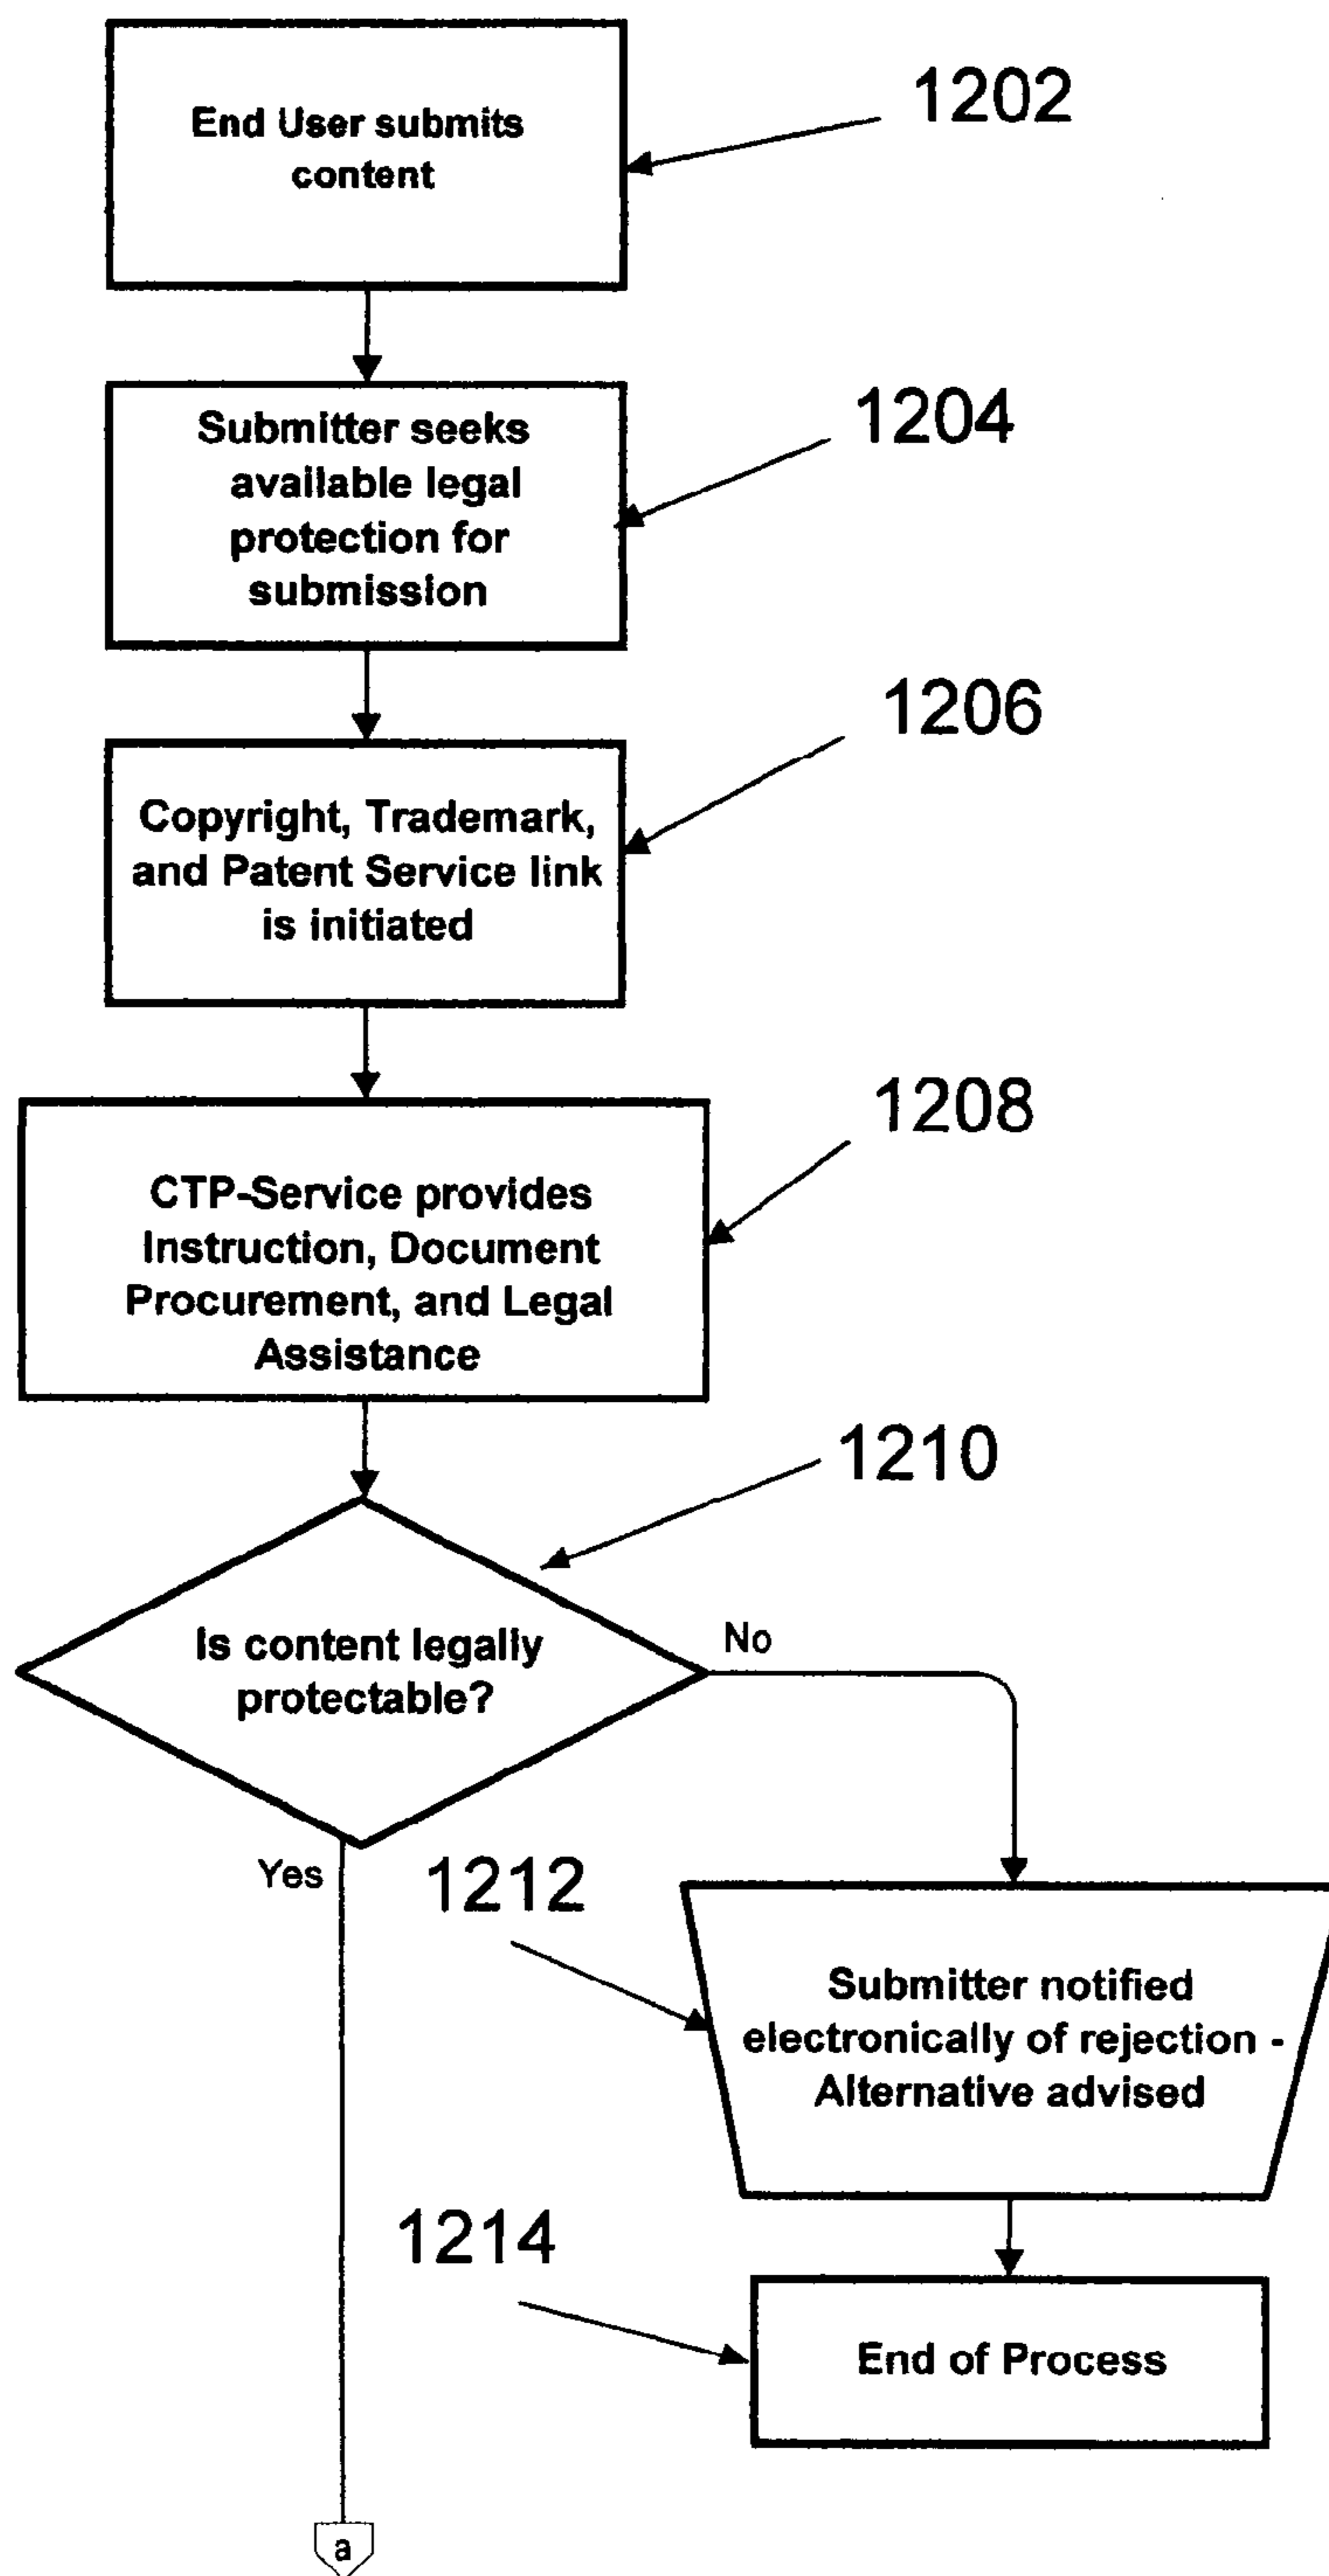 End User submits
content
1202
Submitter seeks
available legal
protection for
submission
1204
Copyright, Trademark,
and Patent Service link
is initiated
1206
CTP-Service provides
Instruction, Document
Procurement, and Legal
Assistance
1208
Is content legally
protectable?
1210
No
Yes
1212
Submitter notified
electronically of rejection -
Alternative advised
1214
End of Process
a